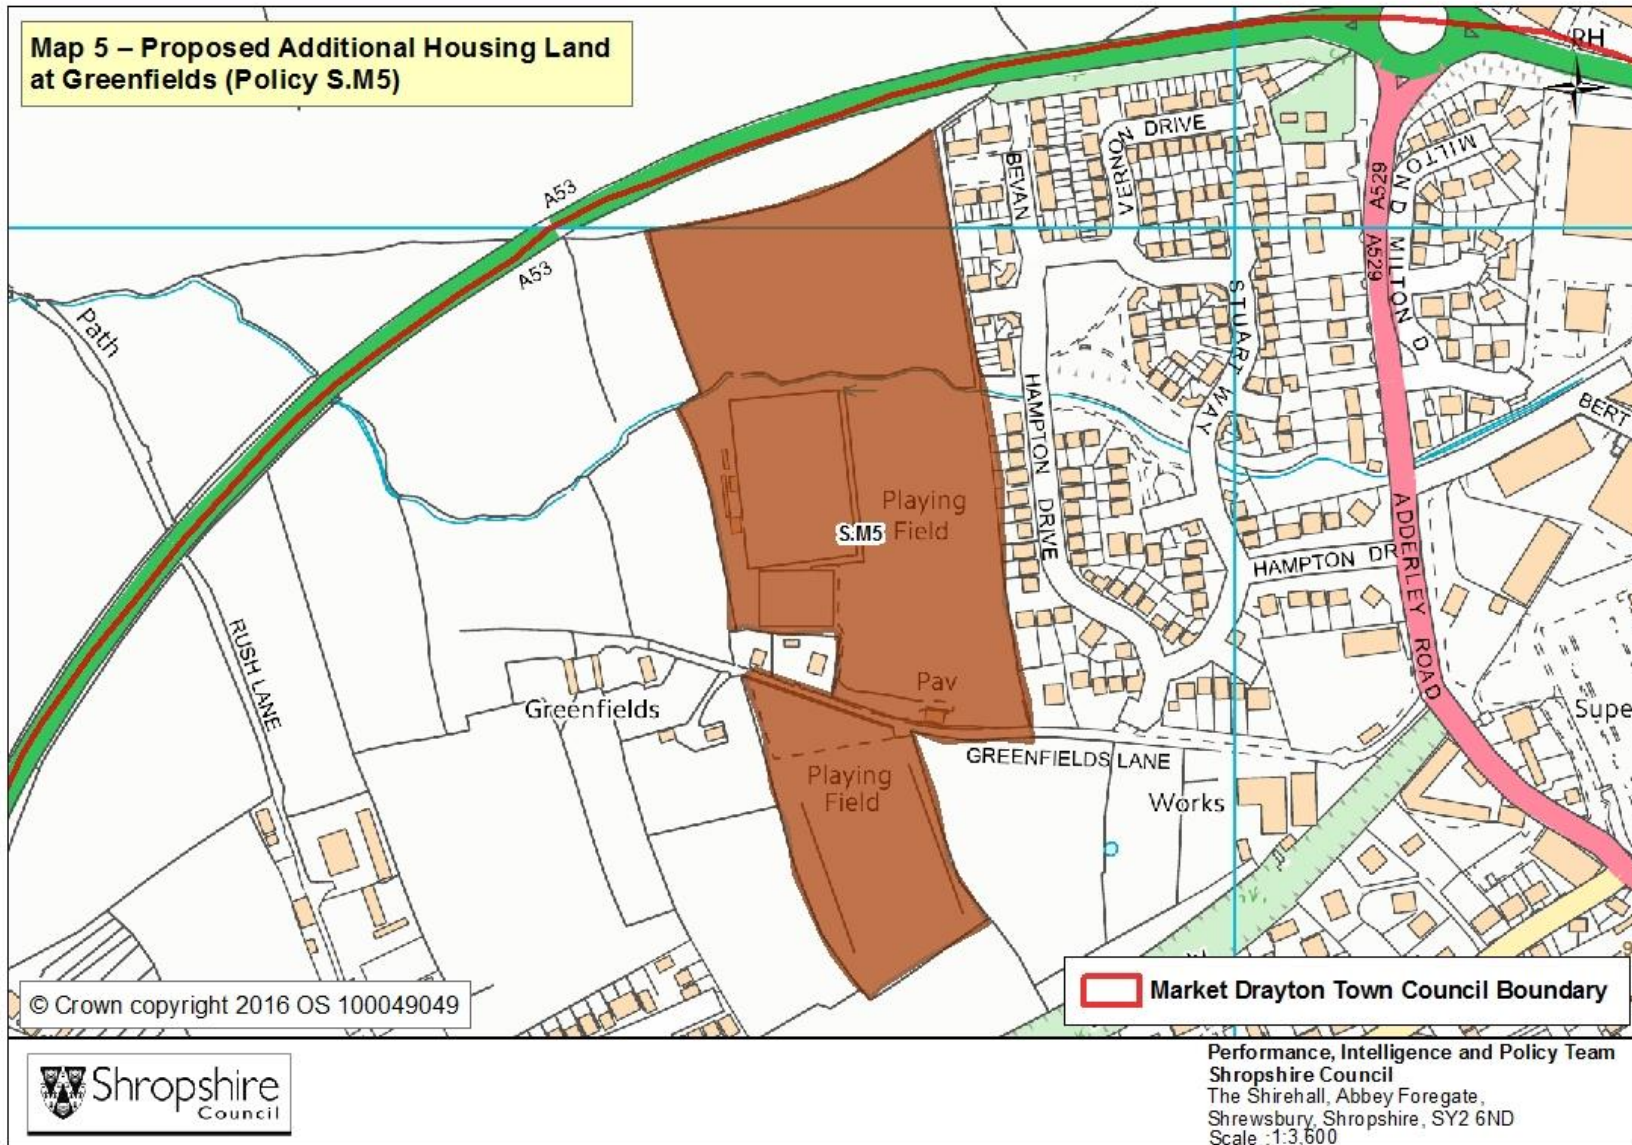 Map 5 – Proposed Additional Housing Land
at Greenfields (Policy S.M5)
RH
A53
A53
Path
RUSH LANE
BEVAN
VERNON DRIVE
STUART WAY
HAMPTON DRIVE
HAMPTON DR
A529
A529
MILTON D
MILTON D
BERT
ADDERLEY ROAD
Playing
Field
S.M5
Pav
Greenfields
GREENFIELDS LANE
Playing
Field
Works
Supe
© Crown copyright 2016 OS 100049049
Market Drayton Town Council Boundary
Shropshire
Council
Performance, Intelligence and Policy Team
Shropshire Council
The Shirehall, Abbey Foregate,
Shrewsbury, Shropshire, SY2 6ND
Scale :1:3,600